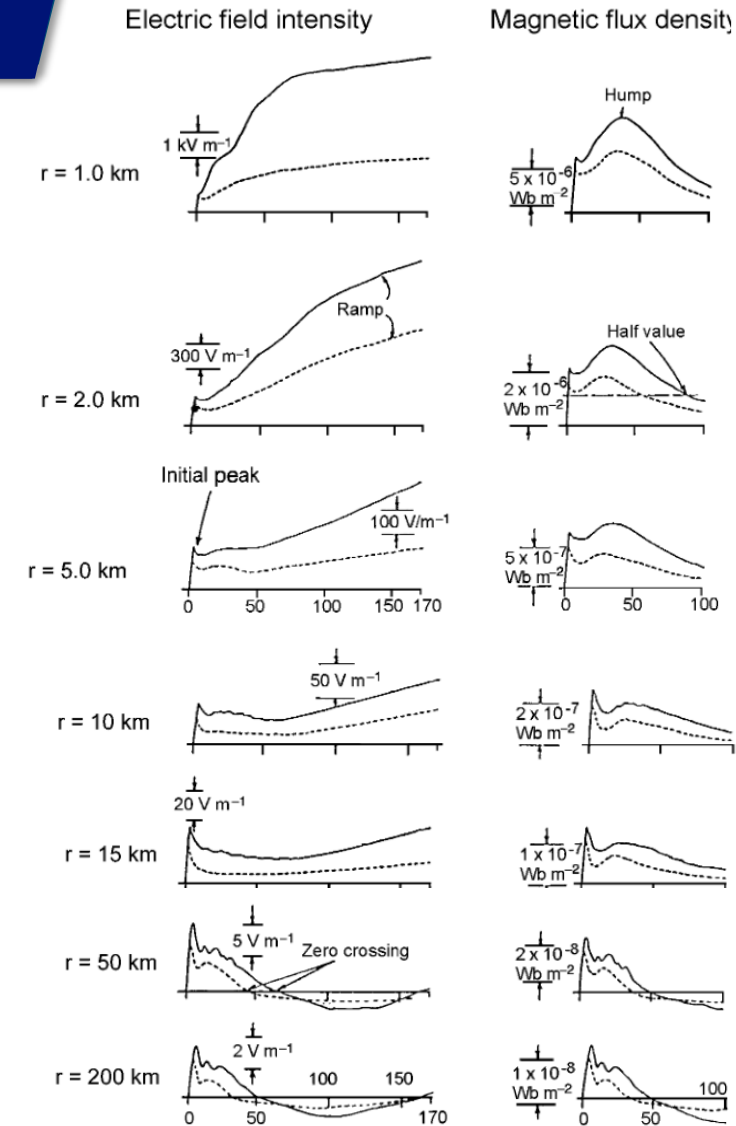 Electric field intensity
Magnetic flux density
r = 1.0 km
1 kV m⁻¹
Hump
5 x 10⁻⁶
Wb m⁻²
r = 2.0 km
300 V m⁻¹
Ramp
Half value
2 x 10⁻⁶
Wb m⁻²
r = 5.0 km
Initial peak
100 V/m⁻¹
0 50 100 150 170
5 x 10⁻⁷
Wb m⁻²
0 50 100
r = 10 km
50 V m⁻¹
2 x 10⁻⁷
Wb m⁻²
r = 15 km
20 V m⁻¹
1 x 10⁻⁷
Wb m⁻²
r = 50 km
5 V m⁻¹
Zero crossing
2 x 10⁻⁸
Wb m⁻²
r = 200 km
2 V m⁻¹
100 150
0 50 170
1 x 10⁻⁸
Wb m⁻²
100
0 50